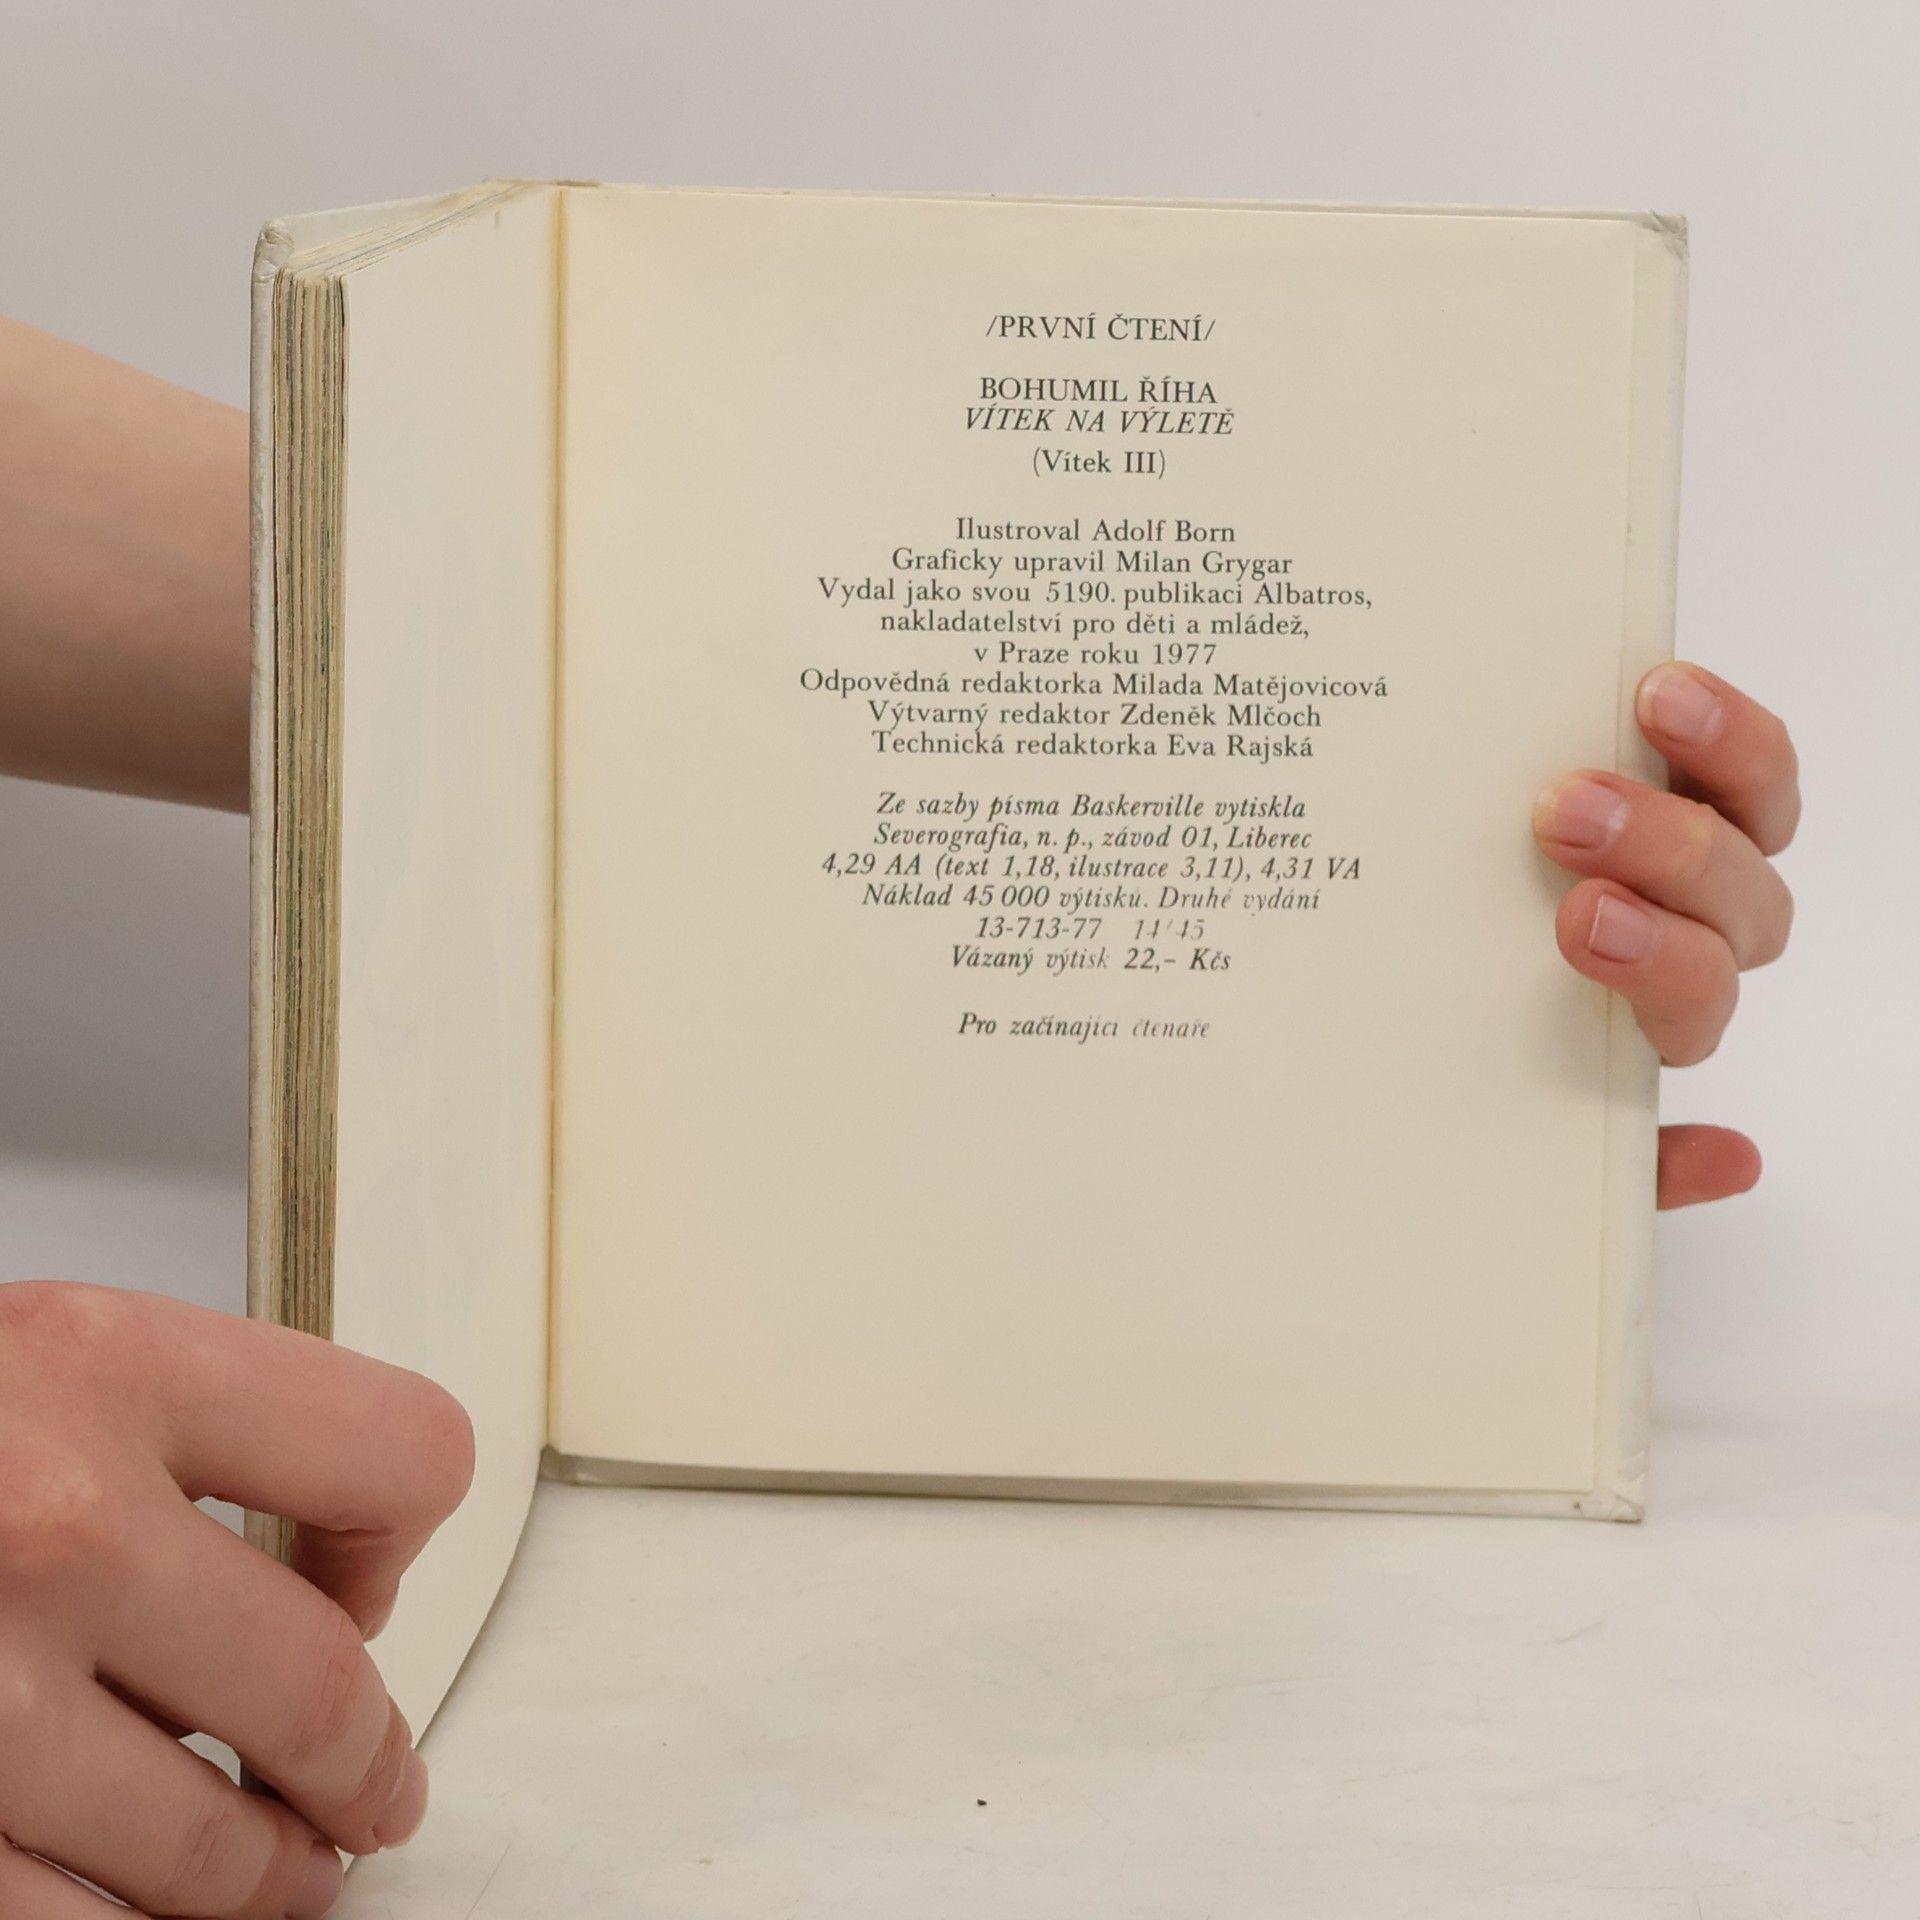 /PRVNÍ ČTENÍ/
BOHUMIL ŘÍHA
VÍTEK NA VÝLETĚ
(Vítek III)
Ilustroval Adolf Born
Graficky upravil Milan Grygar
Vydal jako svou 5190. publikaci Albatros,
nakladatelství pro děti a mládež,
v Praze roku 1977
Odpovědná redaktorka Milada Matějovicová
Výtvarný redaktor Zdeněk Mlčoch
Technická redaktorka Eva Rajská
Ze sazby písma Baskerville vytiskla
Severografia, n. p., závod 01, Liberec
4,29 AA (text 1,18, ilustrace 3,11), 4,31 VA
Náklad 45 000 výtisků. Druhé vydání
13-713-77 14/45
Vázaný výtisk 22,– Kčs
Pro začínající čtenáře